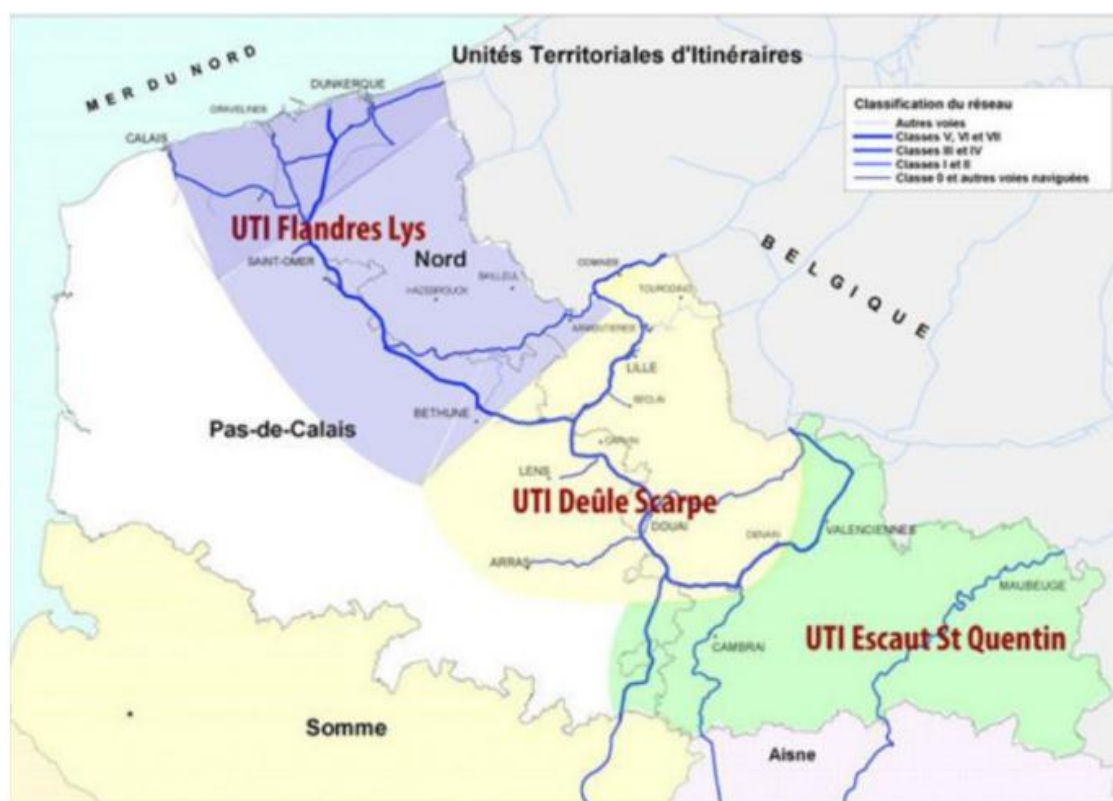 Unités Territoriales d'Itinéraires
MER DU NORD
DUNKERQUE
GRAVELINES
CALAIS
Classification du réseau
Autres voies
Classes V, VI et VII
Classes III et IV
Classes I et II
Classe 0 et autres voies naviguées
UTI Flandres Lys
SAINT-OMER
Nord
BAILLEUL
HAZEBROUCK
BELGIQUE
COMINES
ARMENTIERES
LILLE
BETHUNE
Pas-de-Calais
CARVIN
LENS
UTI Deûle Scarpe
DOUAI
DENAIN
VALENCIENNES
ARRAS
MAUBEUGE
CAMBRAI
UTI Escaut St Quentin
Somme
Aisne